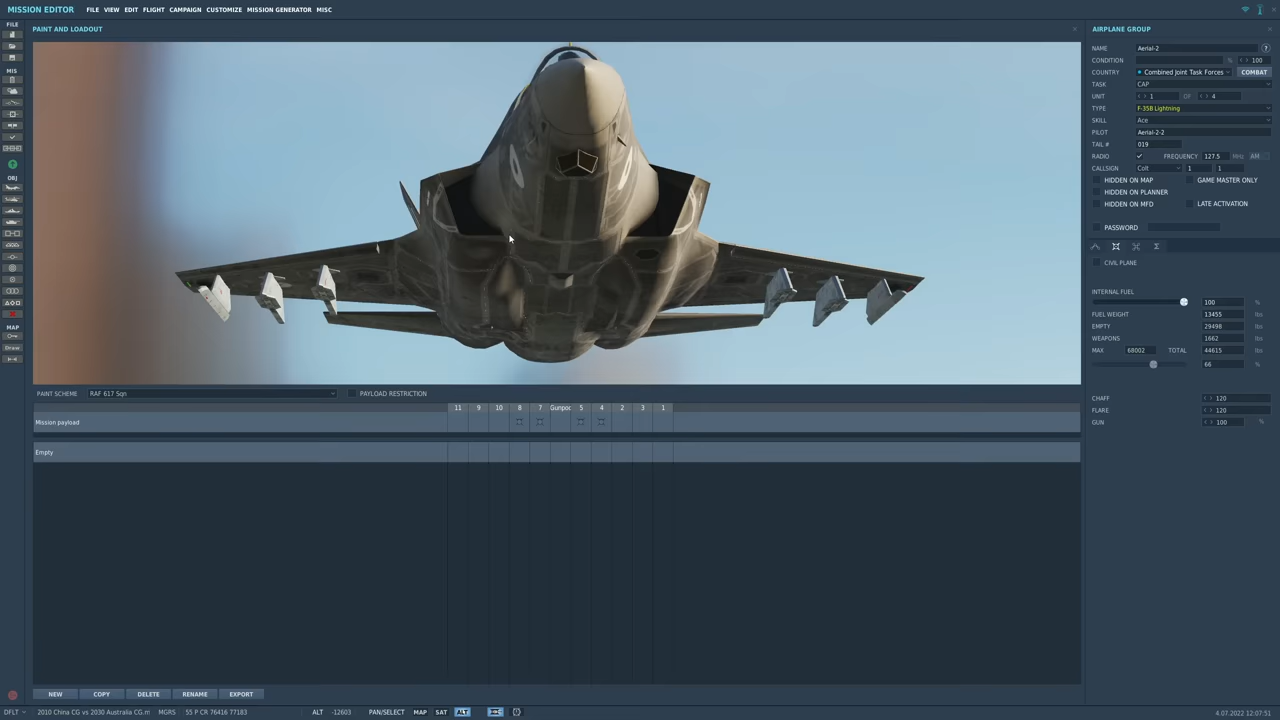 MISSION EDITOR FILE VIEW EDIT FLIGHT CAMPAIGN CUSTOMIZE MISSION GENERATOR MISC
FILE
MIS
OBJ
MAP
Draw
PAINT AND LOADOUT
PAINT SCHEME RAF 617 Sqn PAYLOAD RESTRICTION
11 9 10 8 7 Gunpod 5 4 2 3 1
Mission payload
Empty
NEW COPY DELETE RENAME EXPORT
AIRPLANE GROUP
NAME Aerial-2 ?
CONDITION % 100
COUNTRY Combined Joint Task Forces COMBAT
TASK CAP
UNIT 1 OF 4
TYPE F-35B Lightning
SKILL Ace
PILOT Aerial-2-2
TAIL # 019
RADIO FREQUENCY 127.5 MHz AM
CALLSIGN Colt 1 1
HIDDEN ON MAP GAME MASTER ONLY
HIDDEN ON PLANNER
HIDDEN ON MFD LATE ACTIVATION
PASSWORD
CIVIL PLANE
INTERNAL FUEL
100 %
FUEL WEIGHT 13455 lbs
EMPTY 29498 lbs
WEAPONS 1662 lbs
MAX 68002 TOTAL 44615 lbs
66 %
CHAFF 120
FLARE 120
GUN 100 %
DFLT 2010 China CG vs 2030 Australia CG.m MGRS 55 P CR 76416 77183 ALT -12603 PAN/SELECT MAP SAT ALT 4.07.2022 12:07:51